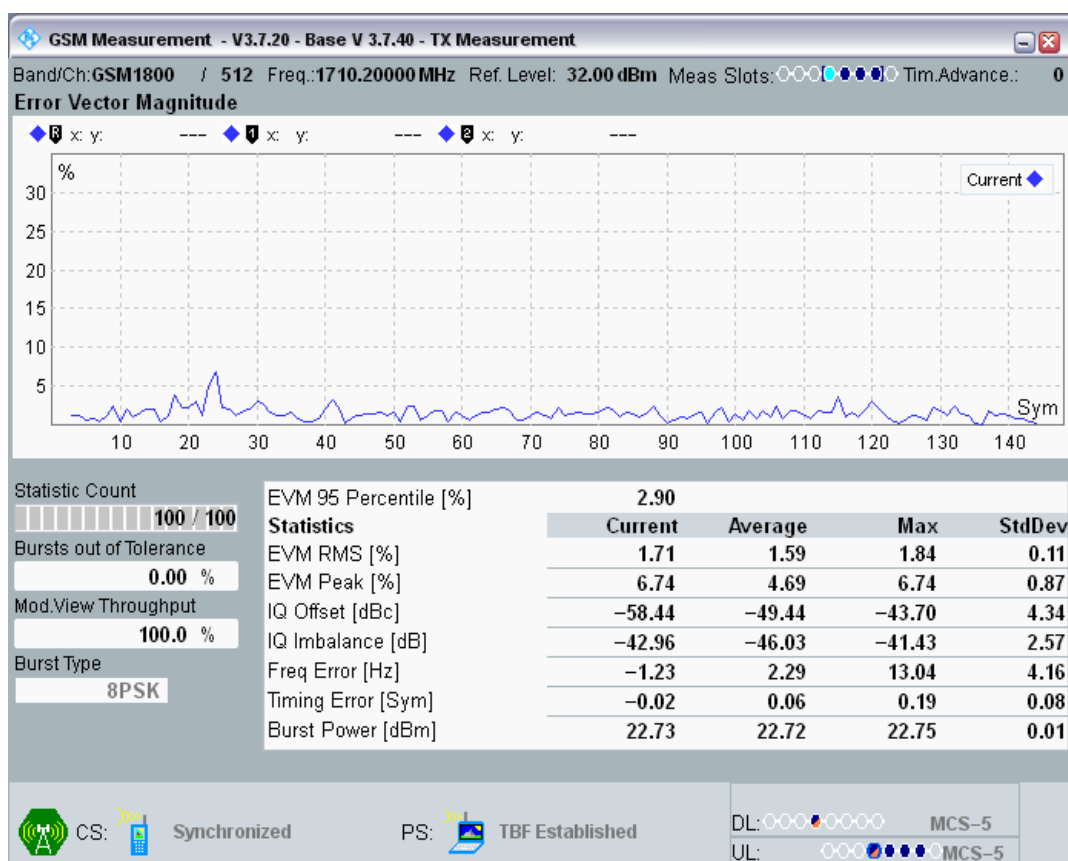 GSM Measurement - V3.7.20 - Base V 3.7.40 - TX Measurement
Band/Ch:GSM1800 / 512 Freq.:1710.20000 MHz Ref. Level: 32.00 dBm Meas Slots: Tim.Advance.: 0
Error Vector Magnitude
R x: y: --- 1 x: y: --- 2 x: y: ---
%
Current
30
25
20
15
10
5
Sym
10 20 30 40 50 60 70 80 90 100 110 120 130 140
Statistic Count
100 / 100
Bursts out of Tolerance
0.00 %
Mod.View Throughput
100.0 %
Burst Type
8PSK
EVM 95 Percentile [%] 2.90
Statistics Current Average Max StdDev
EVM RMS [%] 1.71 1.59 1.84 0.11
EVM Peak [%] 6.74 4.69 6.74 0.87
IQ Offset [dBc] −58.44 −49.44 −43.70 4.34
IQ Imbalance [dB] −42.96 −46.03 −41.43 2.57
Freq Error [Hz] −1.23 2.29 13.04 4.16
Timing Error [Sym] −0.02 0.06 0.19 0.08
Burst Power [dBm] 22.73 22.72 22.75 0.01
CS: Synchronized PS: TBF Established
DL: MCS−5
UL: MCS−5